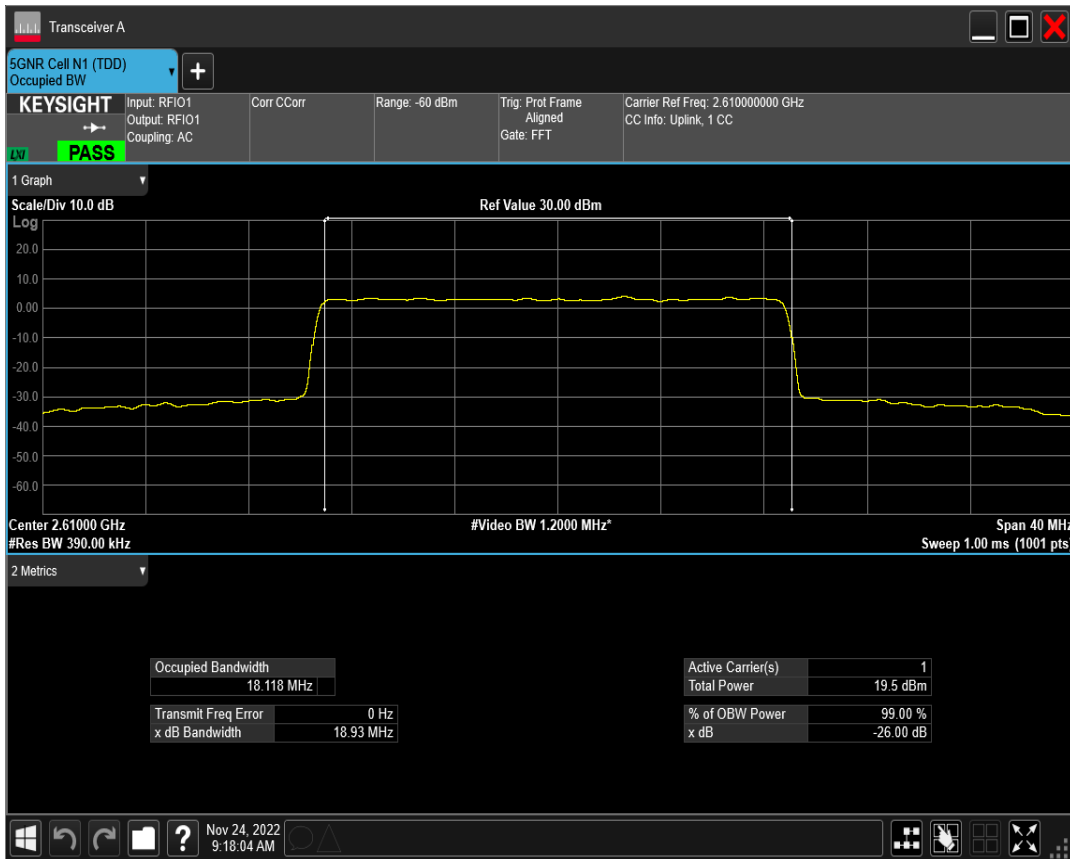 Transceiver A
5GNR Cell N1 (TDD)
Occupied BW
KEYSIGHT
LXI
PASS
Input: RFIO1
Output: RFIO1
Coupling: AC
Corr CCorr
Range: -60 dBm
Trig: Prot Frame
Aligned
Gate: FFT
Carrier Ref Freq: 2.610000000 GHz
CC Info: Uplink, 1 CC
1 Graph
Scale/Div 10.0 dB
Ref Value 30.00 dBm
Log
20.0
10.0
0.00
-10.0
-20.0
-30.0
-40.0
-50.0
-60.0
Center 2.61000 GHz
#Video BW 1.2000 MHz*
Span 40 MHz
#Res BW 390.00 kHz
Sweep 1.00 ms (1001 pts)
2 Metrics
Occupied Bandwidth
18.118 MHz
Transmit Freq Error 0 Hz
x dB Bandwidth 18.93 MHz
Active Carrier(s) 1
Total Power 19.5 dBm
% of OBW Power 99.00 %
x dB -26.00 dB
?
Nov 24, 2022
9:18:04 AM